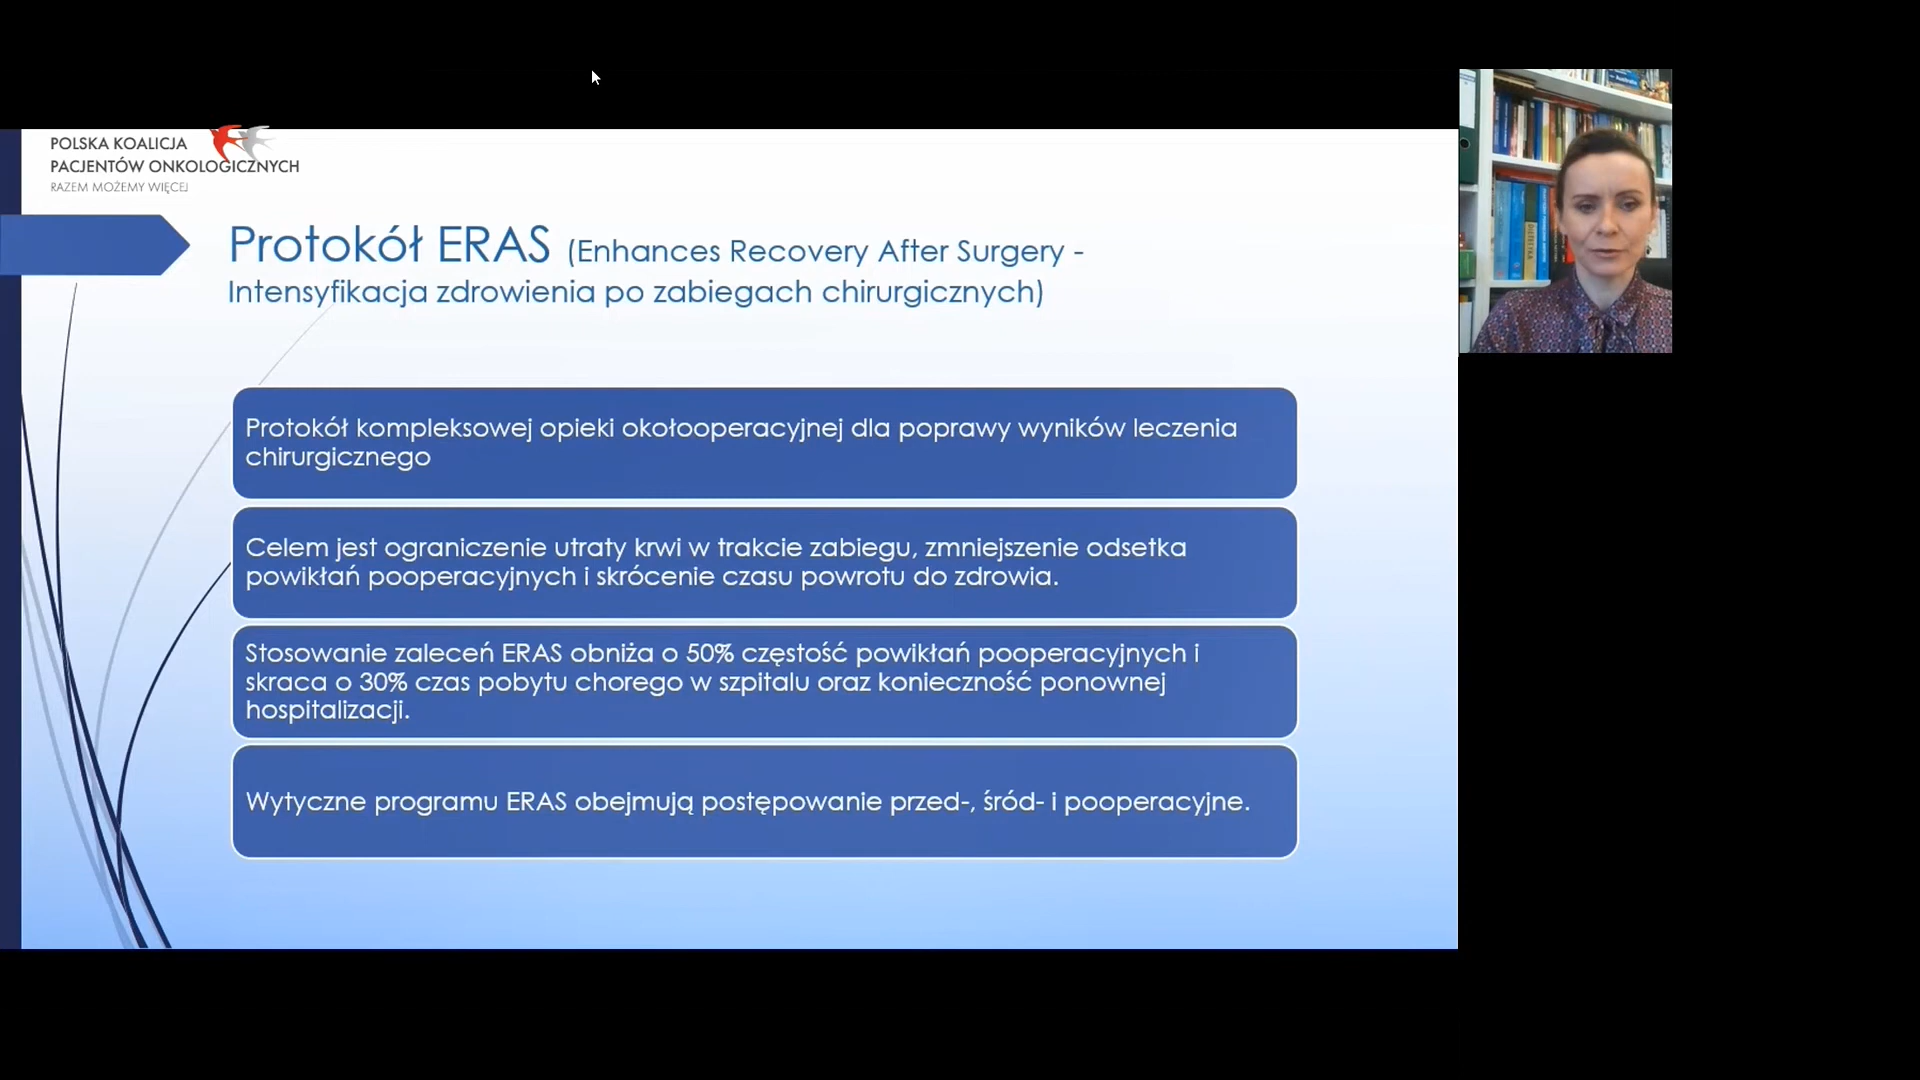 POLSKA KOALICJA
PACJENTÓW ONKOLOGICZNYCH
RAZEM MOŻEMY WIĘCEJ
Protokół ERAS (Enhances Recovery After Surgery -
Intensyfikacja zdrowienia po zabiegach chirurgicznych)
Protokół kompleksowej opieki okołooperacyjnej dla poprawy wyników leczenia
chirurgicznego
Celem jest ograniczenie utraty krwi w trakcie zabiegu, zmniejszenie odsetka
powikłań pooperacyjnych i skrócenie czasu powrotu do zdrowia.
Stosowanie zaleceń ERAS obniża o 50% częstość powikłań pooperacyjnych i
skraca o 30% czas pobytu chorego w szpitalu oraz konieczność ponownej
hospitalizacji.
Wytyczne programu ERAS obejmują postępowanie przed-, śród- i pooperacyjne.
Australia